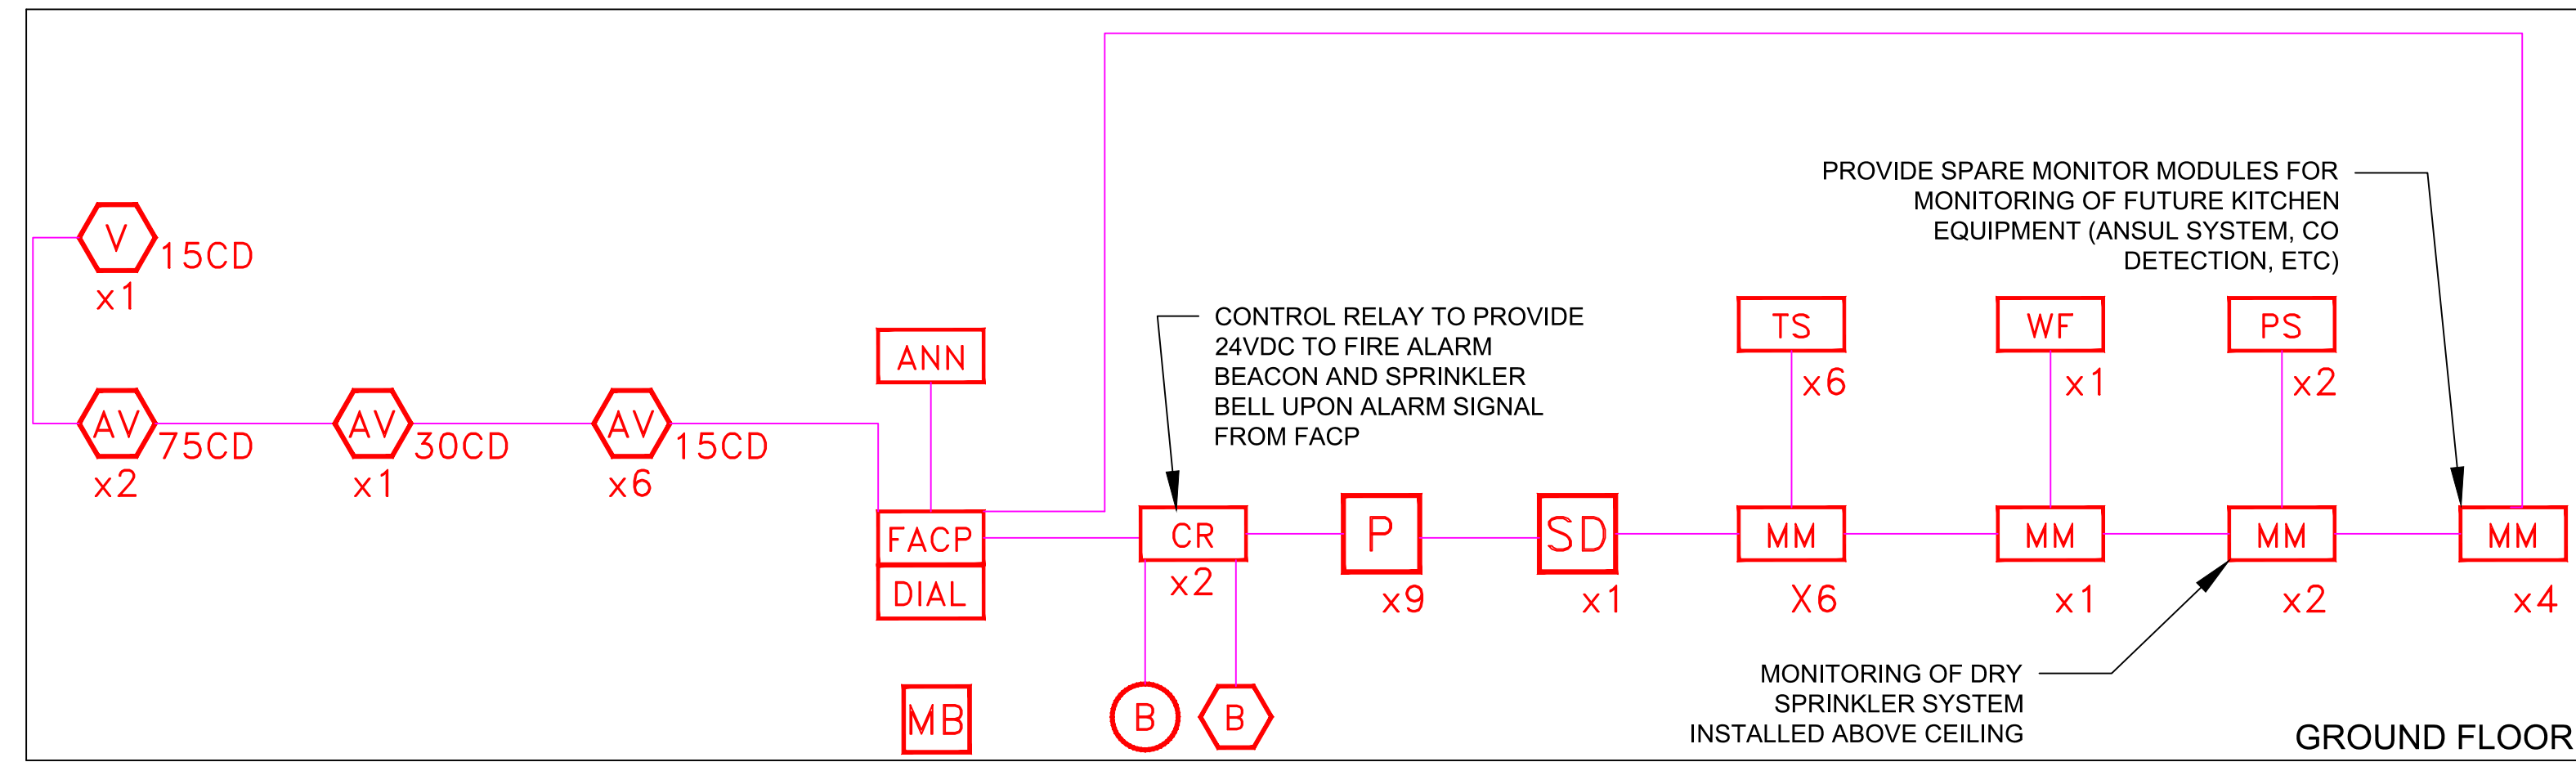 PROVIDE SPARE MONITOR MODULES FOR
MONITORING OF FUTURE KITCHEN
EQUIPMENT (ANSUL SYSTEM, CO
DETECTION, ETC)
V
15CD
x1
CONTROL RELAY TO PROVIDE
24VDC TO FIRE ALARM
BEACON AND SPRINKLER
BELL UPON ALARM SIGNAL
FROM FACP
ANN
TS
x6
WF
x1
PS
x2
AV
75CD
x2
AV
30CD
x1
AV
15CD
x6
FACP
DIAL
CR
x2
P
x9
SD
x1
MM
X6
MM
x1
MM
x2
MM
x4
MB
B
B
MONITORING OF DRY
SPRINKLER SYSTEM
INSTALLED ABOVE CEILING
GROUND FLOOR